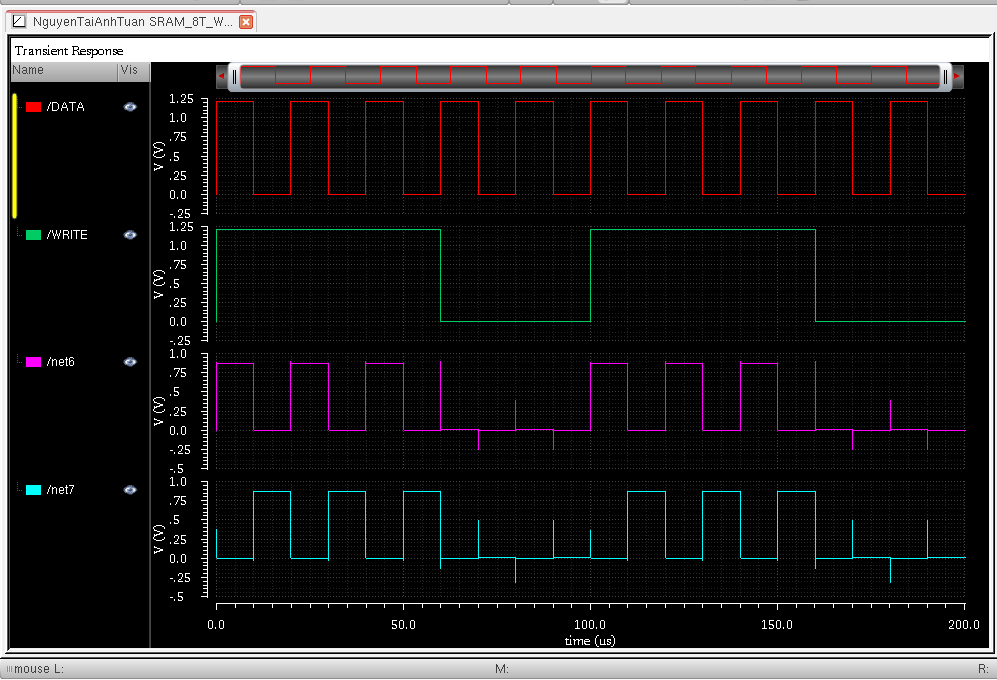 NguyenTaiAnhTuan SRAM_8T_W...
Transient Response
Name Vis
/DATA
1.25
1.0
.75
.5
.25
0.0
-.25
V (V)
/WRITE
1.25
1.0
.75
.5
.25
0.0
-.25
V (V)
/net6
1.0
.75
.5
.25
0.0
-.25
-.5
V (V)
/net7
1.0
.75
.5
.25
0.0
-.25
-.5
V (V)
0.0 50.0 100.0 150.0 200.0
time (us)
mouse L: M: R: